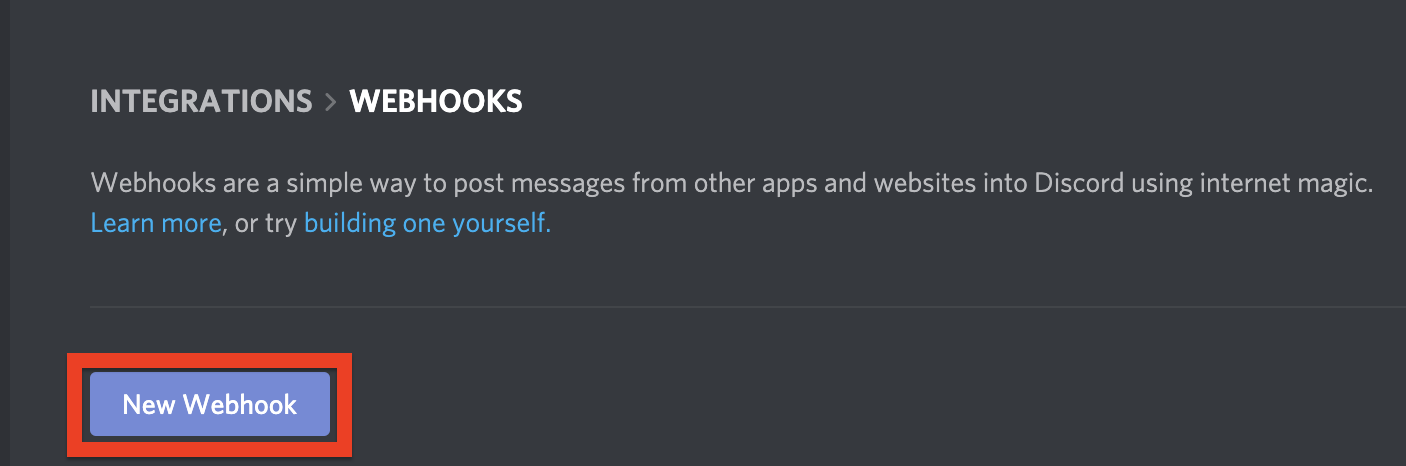 INTEGRATIONS > WEBHOOKS
Webhooks are a simple way to post messages from other apps and websites into Discord using internet magic.
Learn more, or try building one yourself.
New Webhook